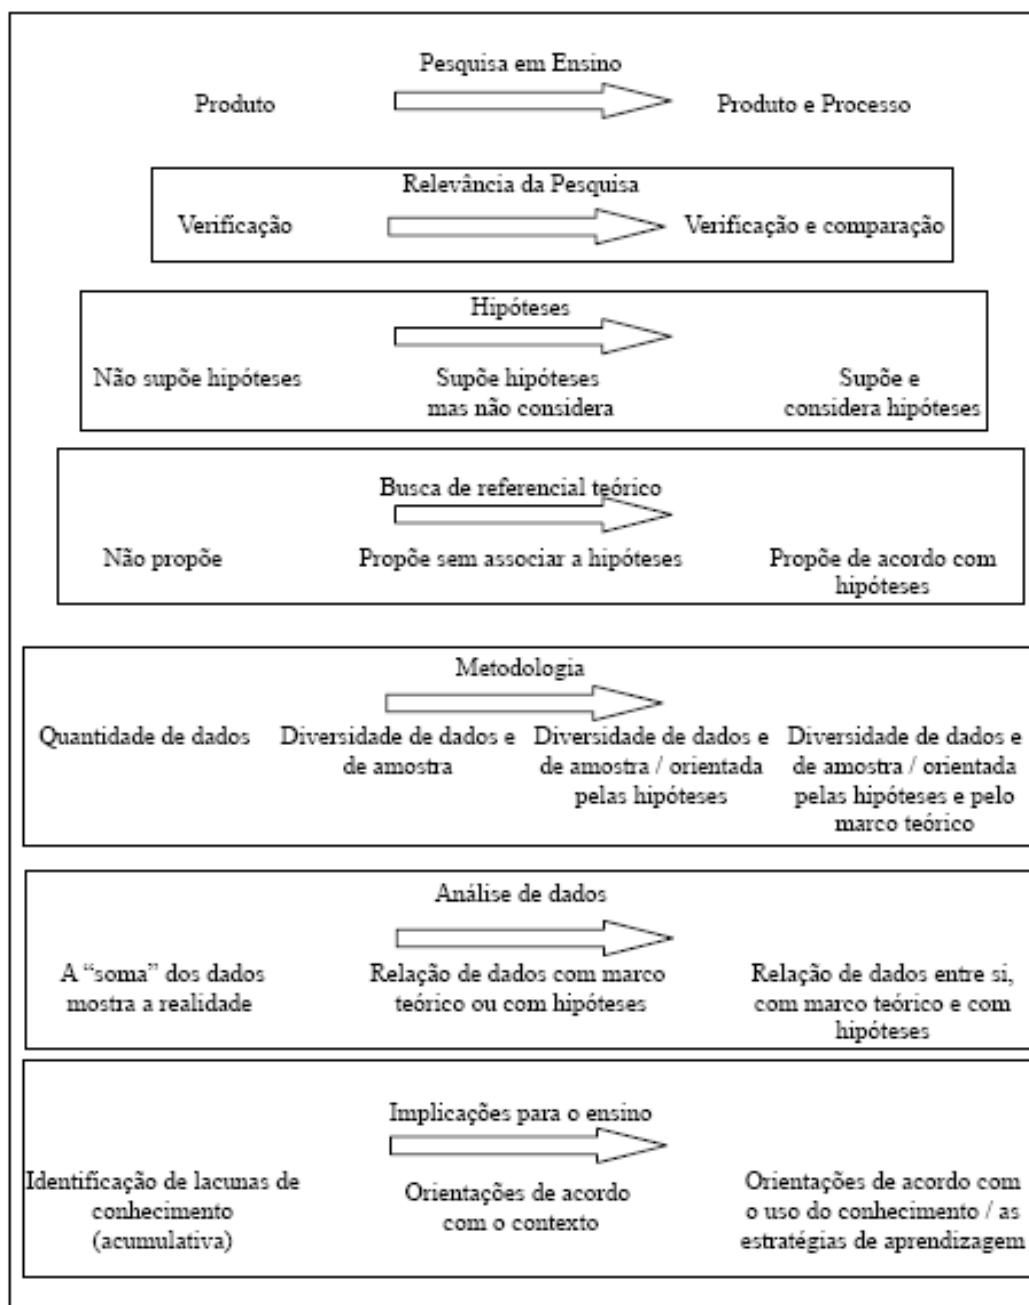 Pesquisa em Ensino
Produto
Produto e Processo
Relevância da Pesquisa
Verificação
Verificação e comparação
Hipóteses
Não supõe hipóteses
Supõe hipóteses
mas não considera
Supõe e
considera hipóteses
Busca de referencial teórico
Não propõe
Propõe sem associar a hipóteses
Propõe de acordo com
hipóteses
Metodologia
Quantidade de dados
Diversidade de dados e
de amostra
Diversidade de dados e
de amostra / orientada
pelas hipóteses
Diversidade de dados e
de amostra / orientada
pelas hipóteses e pelo
marco teórico
Análise de dados
A “soma” dos dados
mostra a realidade
Relação de dados com marco
teórico ou com hipóteses
Relação de dados entre si,
com marco teórico e com
hipóteses
Implicações para o ensino
Identificação de lacunas de
conhecimento
(acumulativa)
Orientações de acordo
com o contexto
Orientações de acordo com
o uso do conhecimento / as
estratégias de aprendizagem